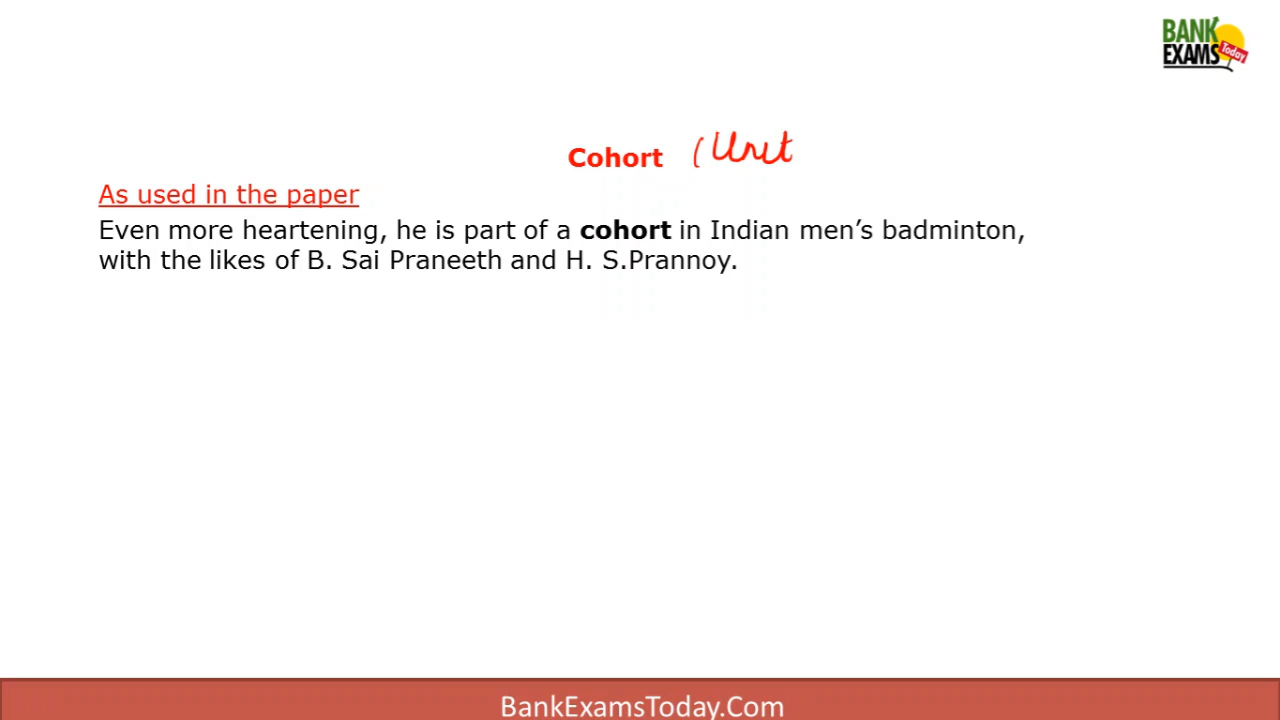 BANK
EXAMS Today
Cohort (Unit
As used in the paper
Even more heartening, he is part of a cohort in Indian men’s badminton,
with the likes of B. Sai Praneeth and H. S.Prannoy.
BankExamsToday.Com